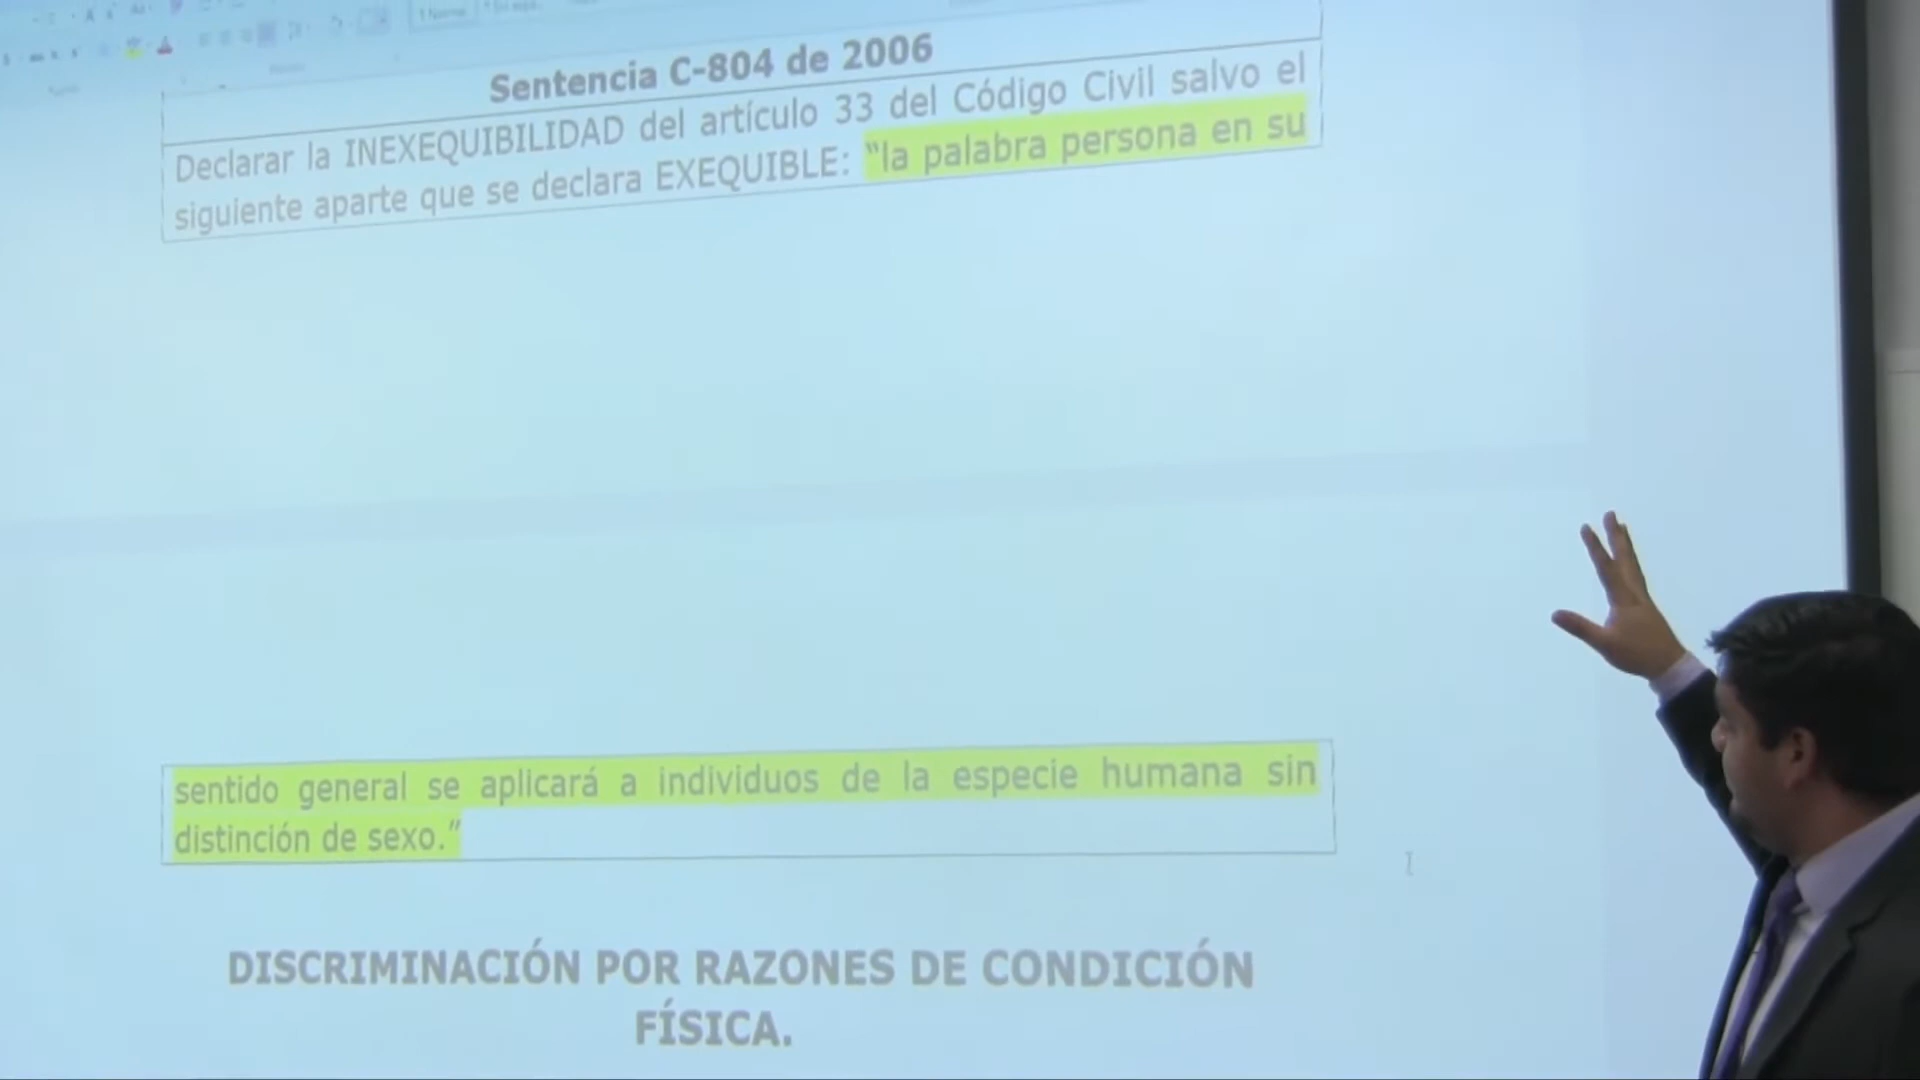 Sentencia C-804 de 2006
Declarar la INEXEQUIBILIDAD del artículo 33 del Código Civil salvo el
siguiente aparte que se declara EXEQUIBLE: “la palabra persona en su
sentido general se aplicará a individuos de la especie humana sin
distinción de sexo.”
DISCRIMINACIÓN POR RAZONES DE CONDICIÓN
FÍSICA.